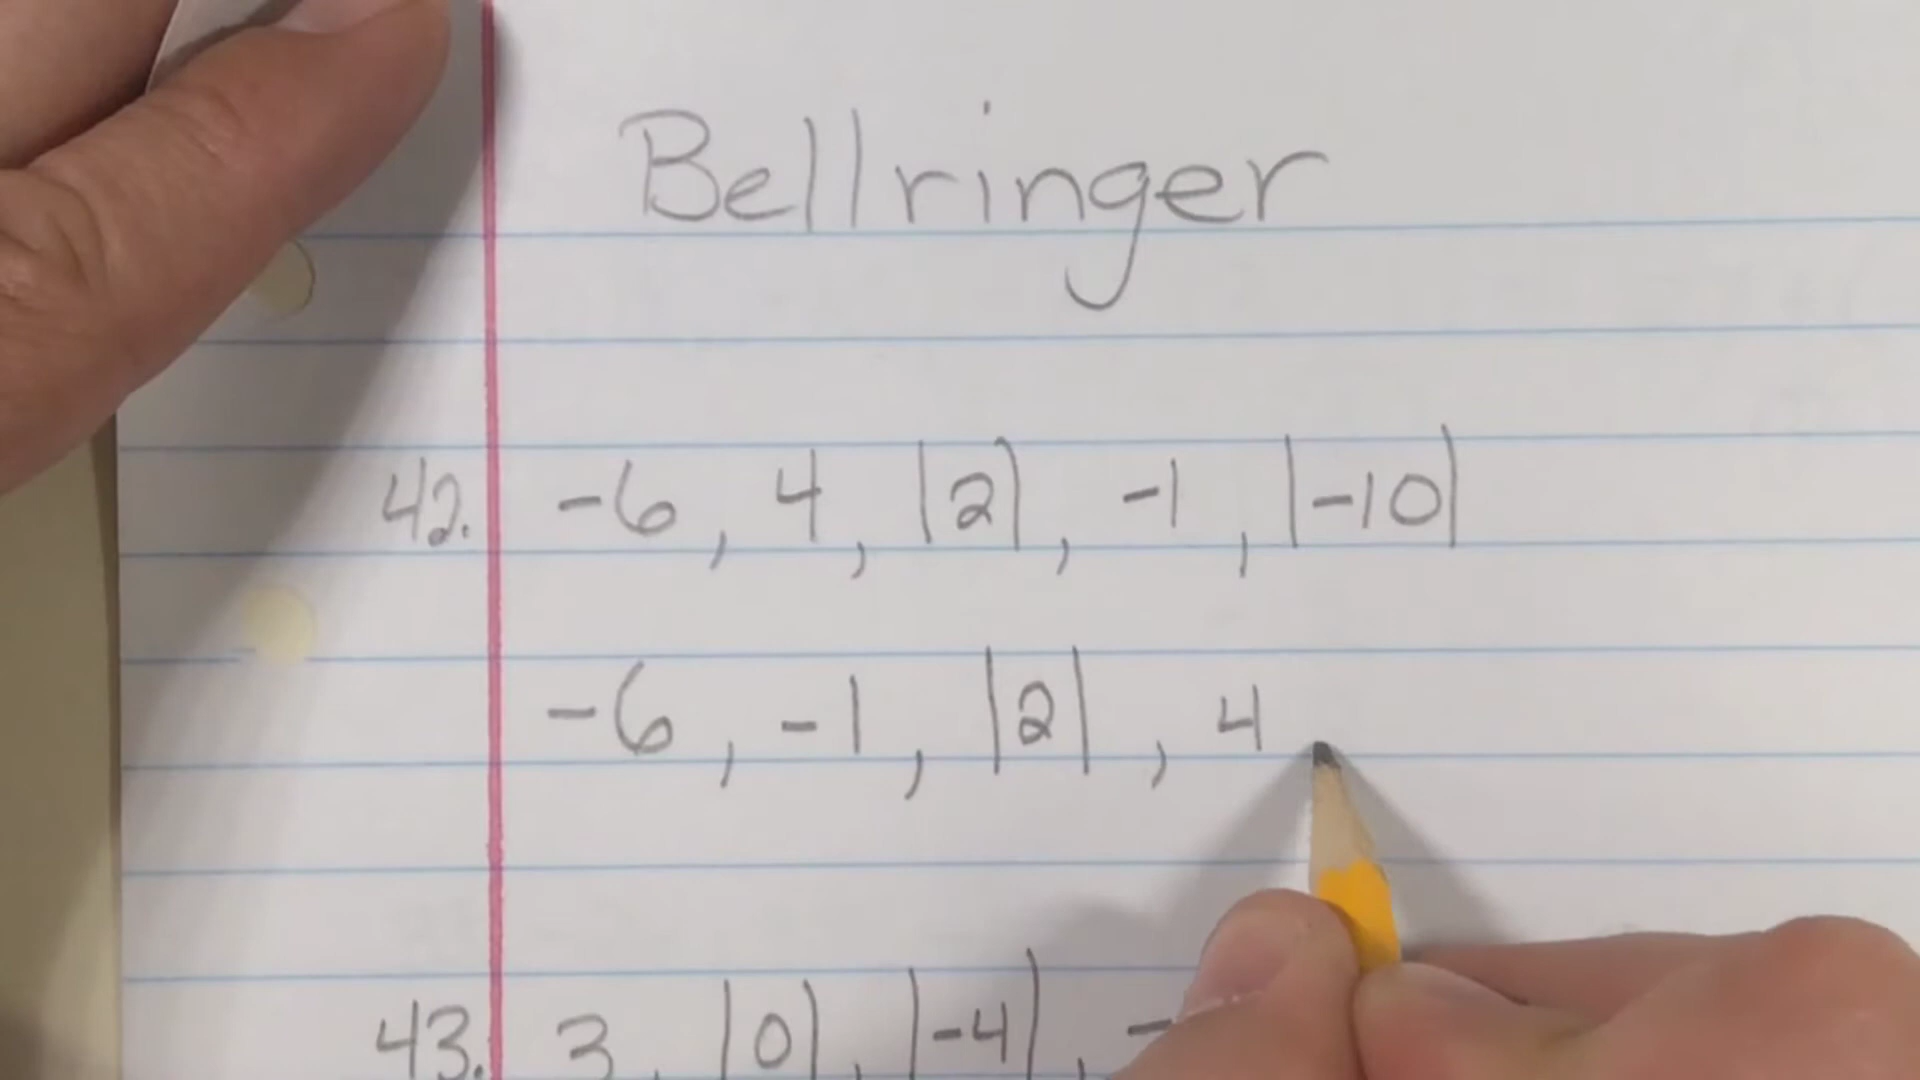 Bellringer
42. -6, 4, |2|, -1, |-10|
-6, -1, |2|, 4
43. 3, |0|, |-4|, -